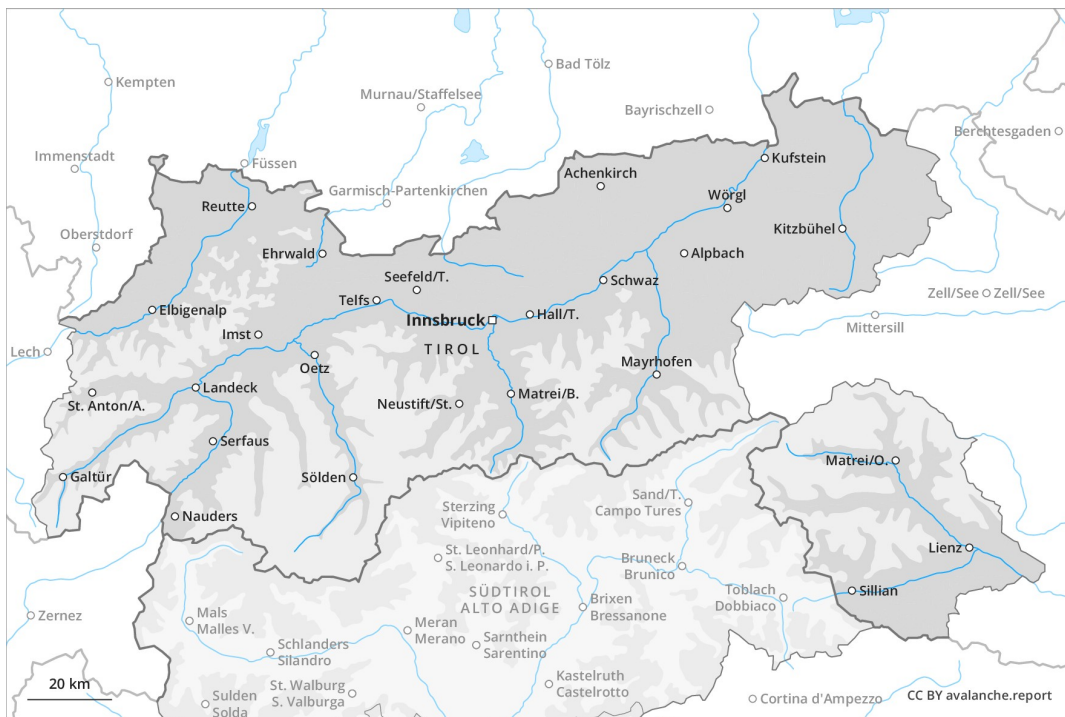 Kempten
Bad Tölz
Murnau/Staffelsee
Bayrischzell
Berchtesgaden
Immenstadt
Füssen
Kufstein
Achenkirch
Garmisch-Partenkirchen
Reutte
Wörgl
Oberstdorf
Kitzbühel
Ehrwald
Alpbach
Seefeld/T.
Schwaz
Telfs
Zell/See
Zell/See
Elbigenalp
Innsbruck
Hall/T.
Mittersill
Imst
TIROL
Lech
Oetz
Mayrhofen
Landeck
St. Anton/A.
Neustift/St.
Matrei/B.
Serfaus
Matrei/O.
Galtür
Sölden
Sand/T.
Campo Tures
Sterzing
Vipiteno
Nauders
Lienz
St. Leonhard/P.
S. Leonardo i. P.
Bruneck
Brunico
SÜDTIROL
ALTO ADIGE
Sillian
Toblach
Dobbiaco
Brixen
Bressanone
Zernez
Mals
Malles V.
Meran
Merano
Sarnthein
Sarentino
Schlanders
Silandro
Kastelruth
Castelrotto
20 km
St. Walburg
S. Valburga
Sulden
Solda
Cortina d'Ampezzo
CC BY avalanche.report